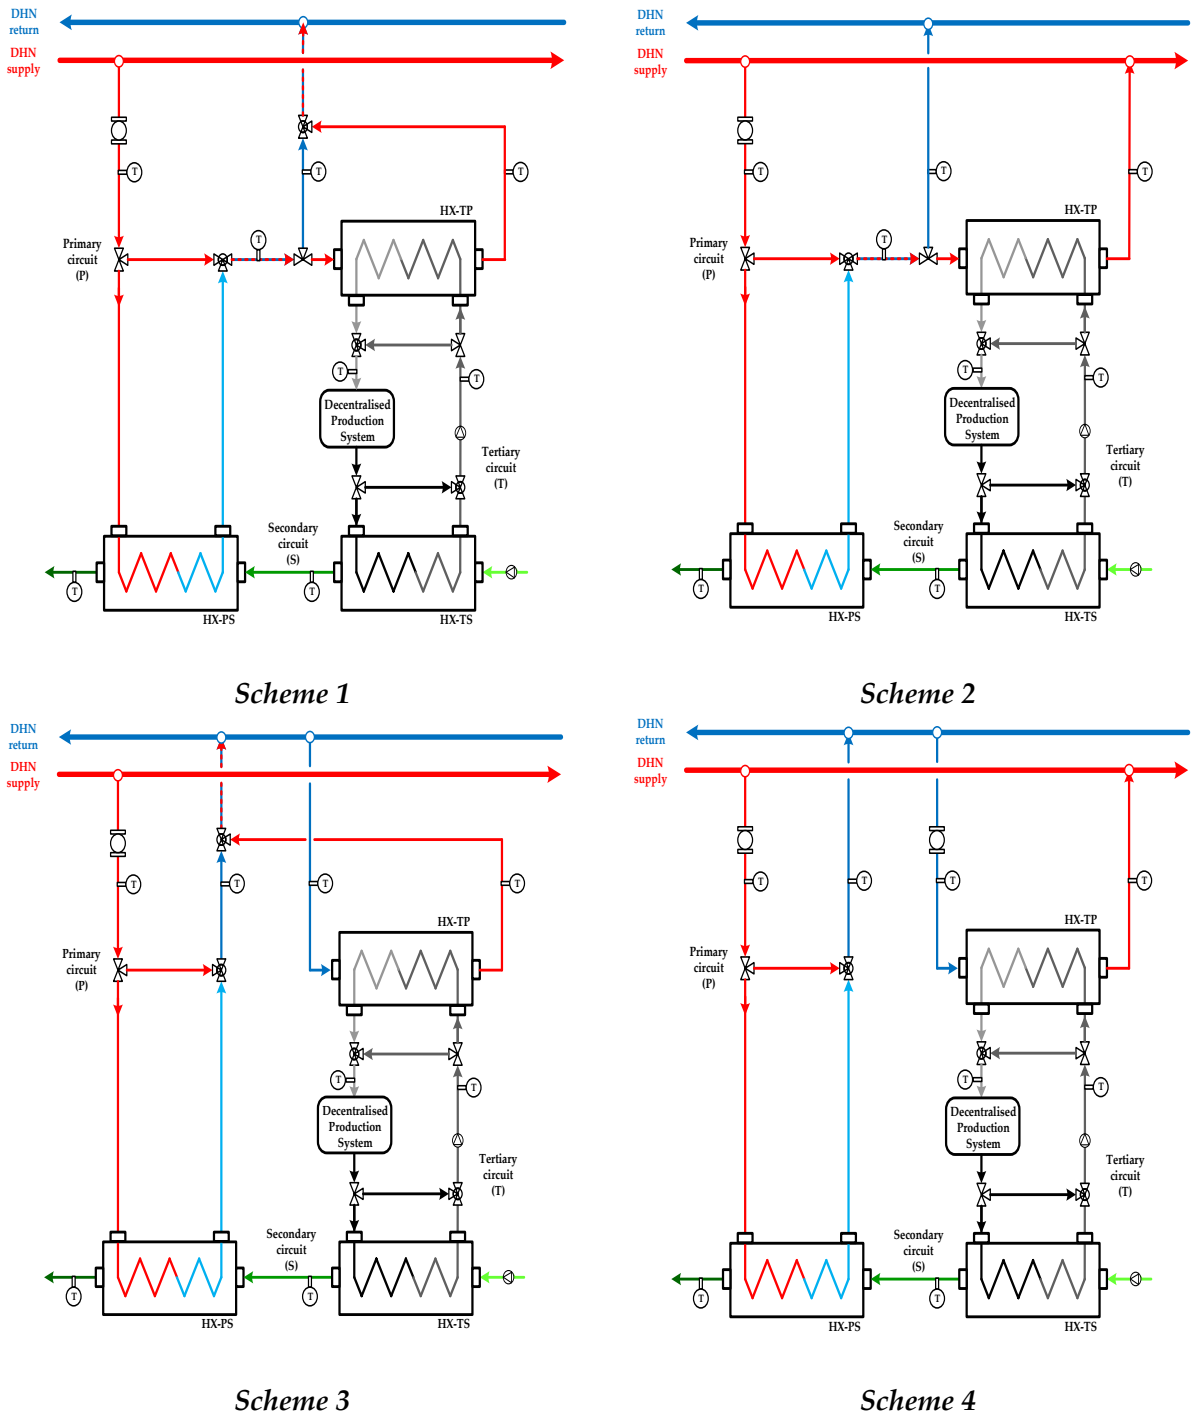 DHN
return
DHN
supply
T
T
HX-TP
T
Primary
circuit
(P)
T
T
T
Decentralised
Production
System
Tertiary
circuit
(T)
Secondary
circuit
(S)
T
T
HX-PS
HX-TS
Scheme 1
DHN
return
DHN
supply
T
T
T
HX-TP
T
Primary
circuit
(P)
T
T
Decentralised
Production
System
Tertiary
circuit
(T)
Secondary
circuit
(S)
T
T
HX-PS
HX-TS
Scheme 2
DHN
return
DHN
supply
T
T
T
T
HX-TP
Primary
circuit
(P)
T
T
Decentralised
Production
System
Tertiary
circuit
(T)
Secondary
circuit
(S)
T
T
HX-PS
HX-TS
Scheme 3
DHN
return
DHN
supply
T
T
T
T
HX-TP
Primary
circuit
(P)
T
T
Decentralised
Production
System
Tertiary
circuit
(T)
Secondary
circuit
(S)
T
T
HX-PS
HX-TS
Scheme 4